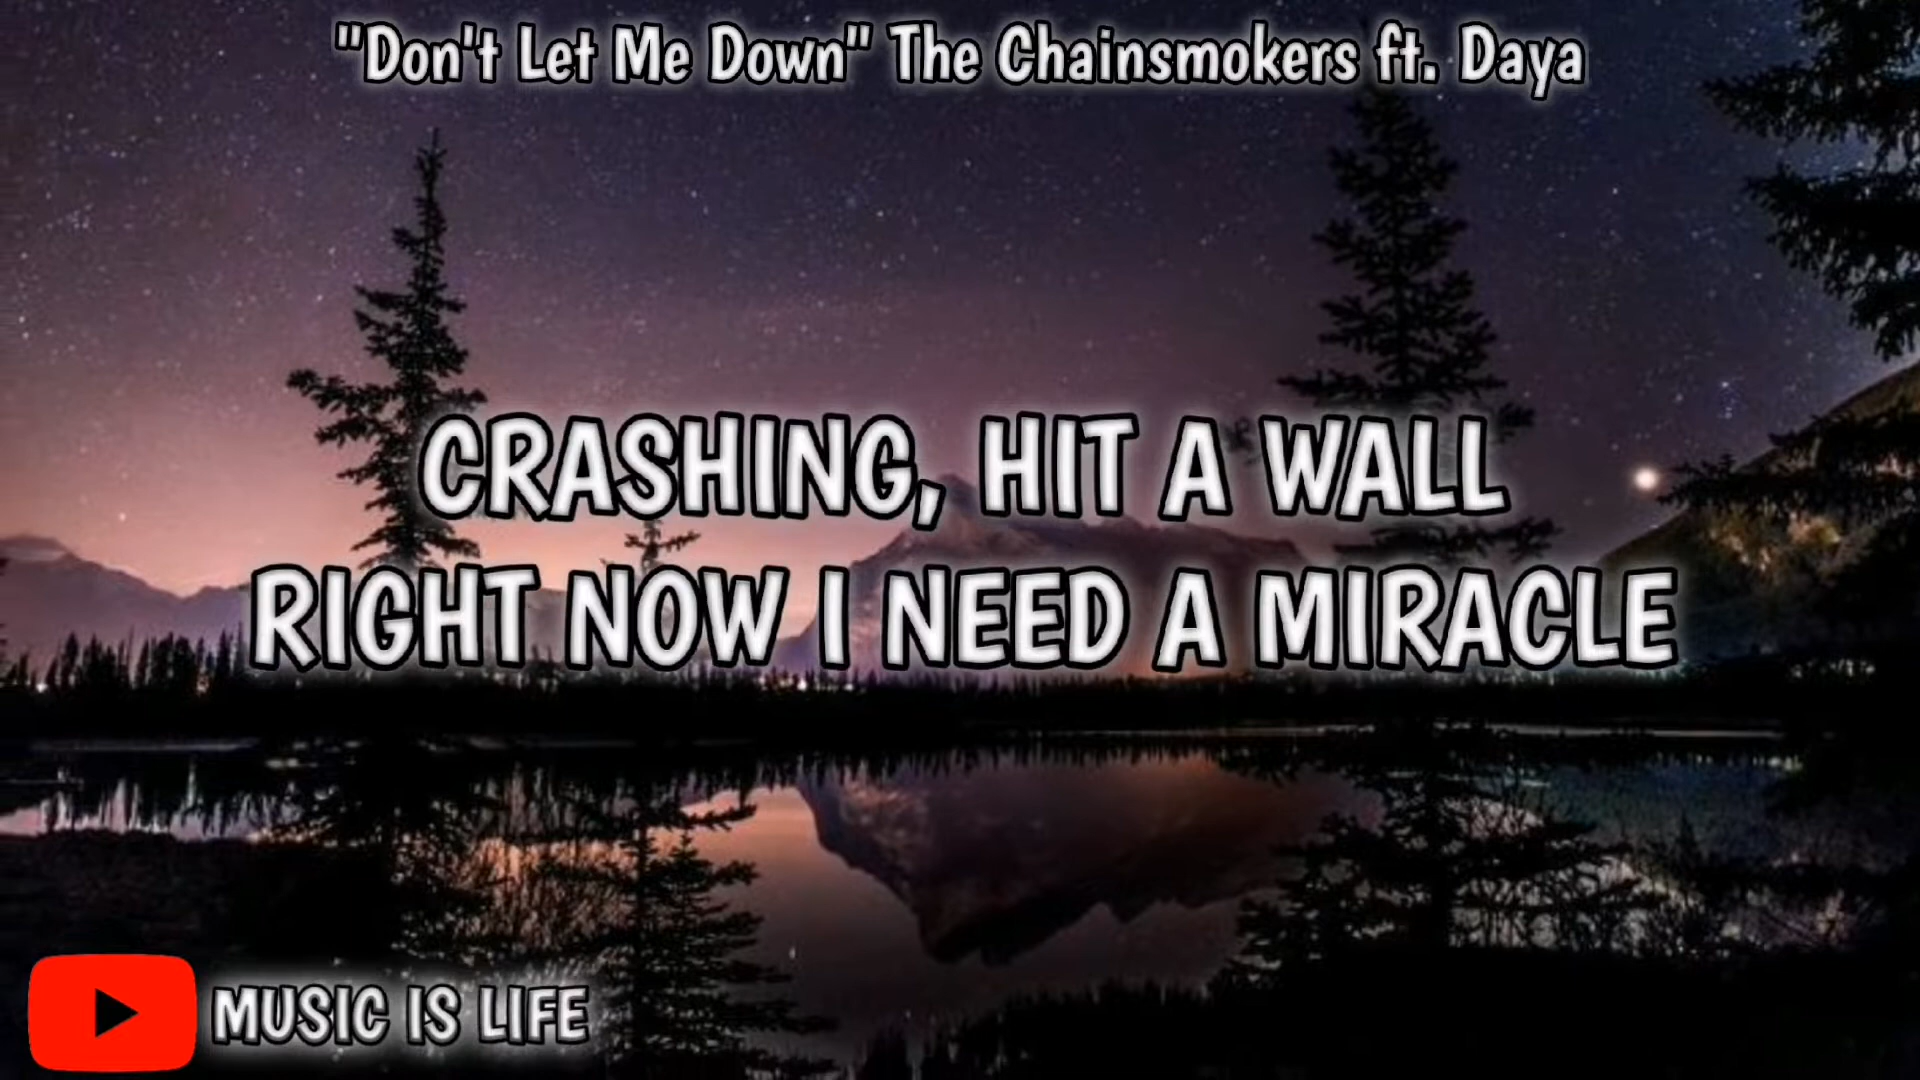 "Don't Let Me Down" The Chainsmokers ft. Daya
CRASHING, HIT A WALL
RIGHT NOW I NEED A MIRACLE
MUSIC IS LIFE